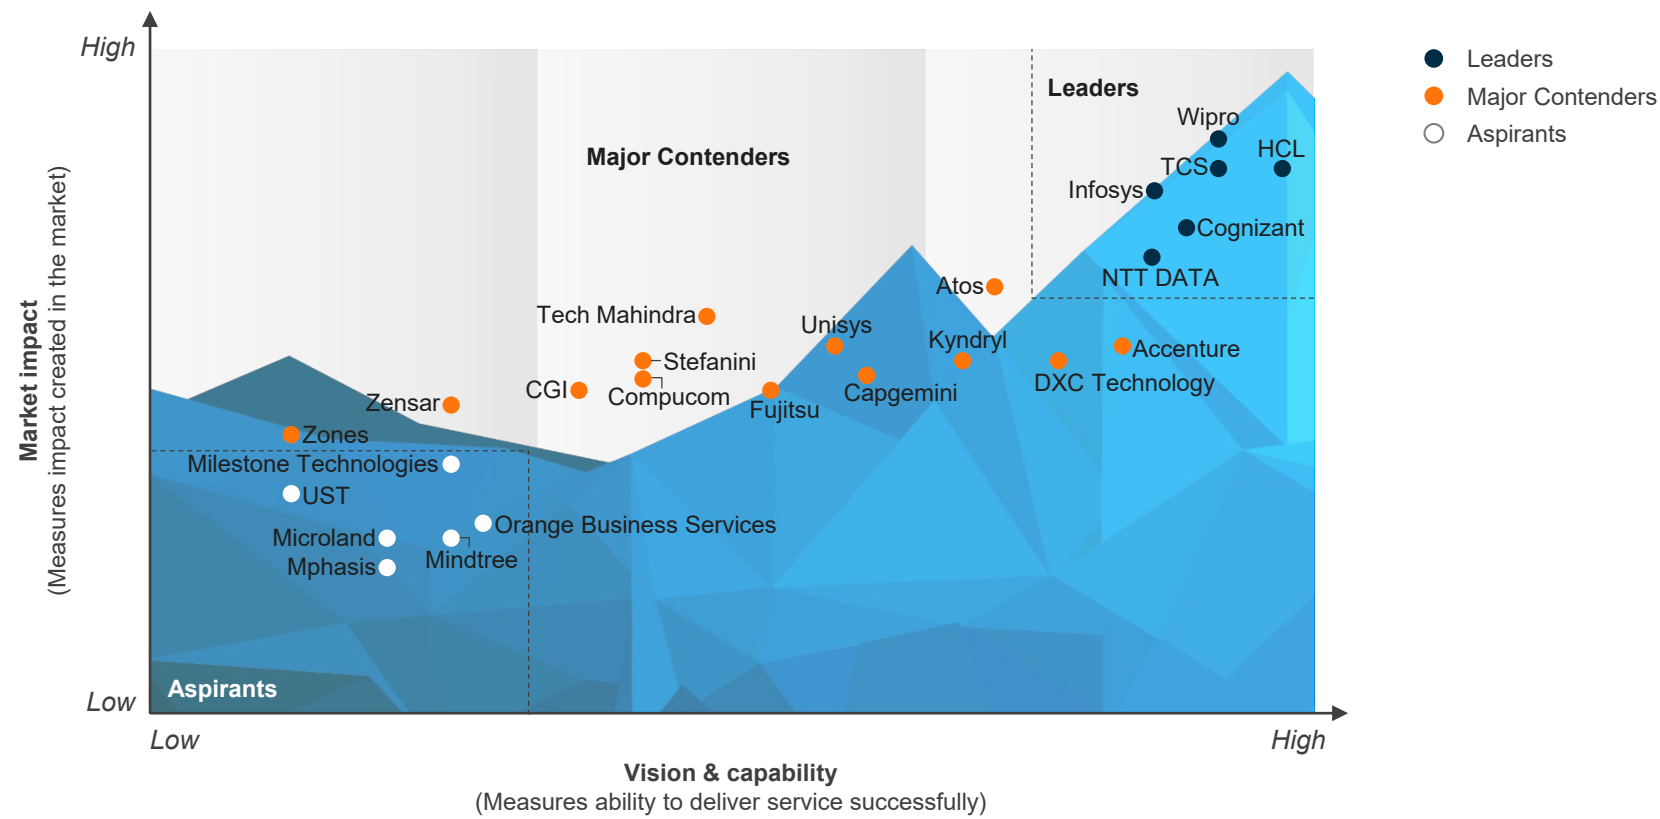 High
Leaders
Major Contenders
Aspirants
Leaders
Wipro
HCL
Major Contenders
TCS
Infosys
Cognizant
NTT DATA
Atos
Tech Mahindra
Unisys
Kyndryl
Accenture
Stefanini
DXC Technology
CGI
Compucom
Capgemini
Fujitsu
Zensar
Zones
Milestone Technologies
UST
Orange Business Services
Microland
Mindtree
Mphasis
Aspirants
Market impact
(Measures impact created in the market)
Low
Low
High
Vision & capability
(Measures ability to deliver service successfully)